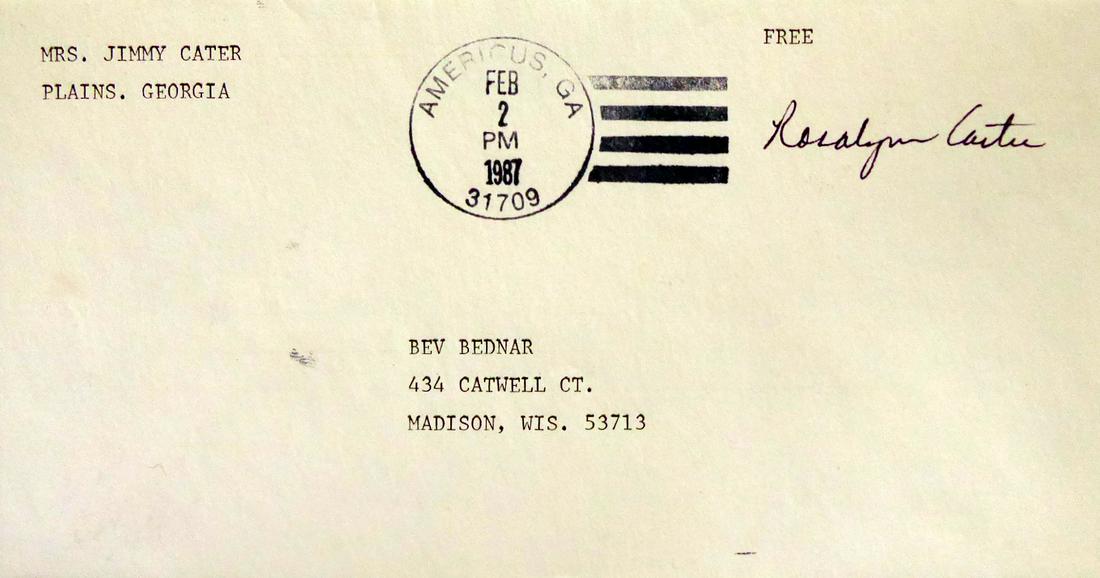 MRS. JIMMY CATER
PLAINS. GEORGIA
AMERICUS, GA
FEB
2
PM
1987
31709
FREE
Rosalynn Carter
BEV BEDNAR
434 CATWELL CT.
MADISON, WIS. 53713